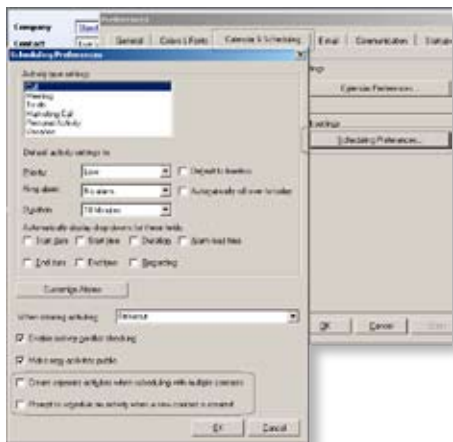 Preferences
Company
Contact
General
Colors & Fonts
Calendar & Scheduling
Email
Communication
Startup
Scheduling Preferences
Activity type settings
Call
Meeting
To-do
Marketing Call
Personal Activity
Vacation
Calendar Preferences...
Scheduling Preferences...
Default activity settings to:
Priority:
Low
Default to timeless
Ring alarm:
No alarm
Automatically roll over to today
Duration:
10 Minutes
Automatically display drop-downs for these fields:
Start date
Start time
Duration
Alarm lead time
End date
End time
Regarding
When clearing activities:
Enable activity conflict checking
Make new activities public
Create separate activities when scheduling with multiple contacts
Prompt to schedule an activity when a new contact is created
OK
Cancel
OK
Cancel